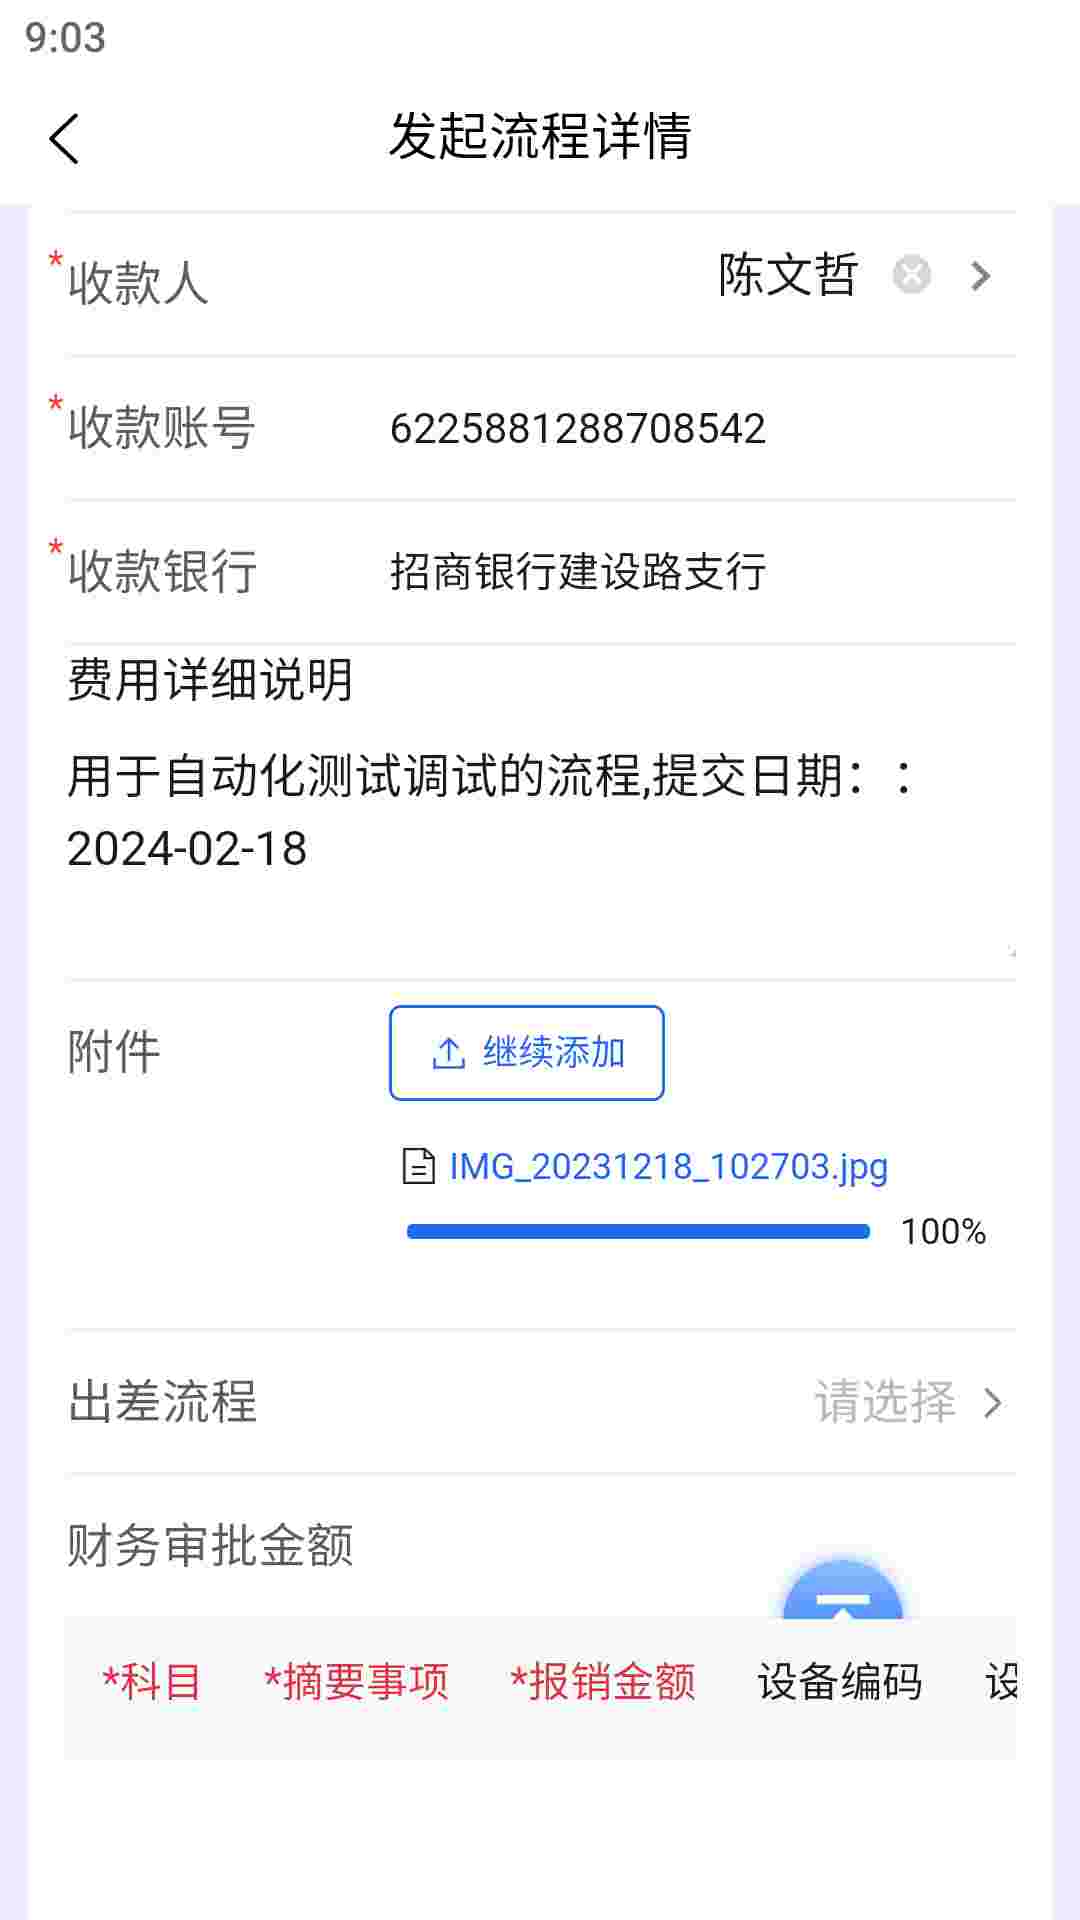 9:03
发起流程详情
*收款人 陈文哲
*收款账号 6225881288708542
*收款银行 招商银行建设路支行
费用详细说明
用于自动化测试调试的流程,提交日期：：
2024-02-18
附件 继续添加
IMG_20231218_102703.jpg
100%
出差流程 请选择
财务审批金额
*科目 *摘要事项 *报销金额 设备编码 设